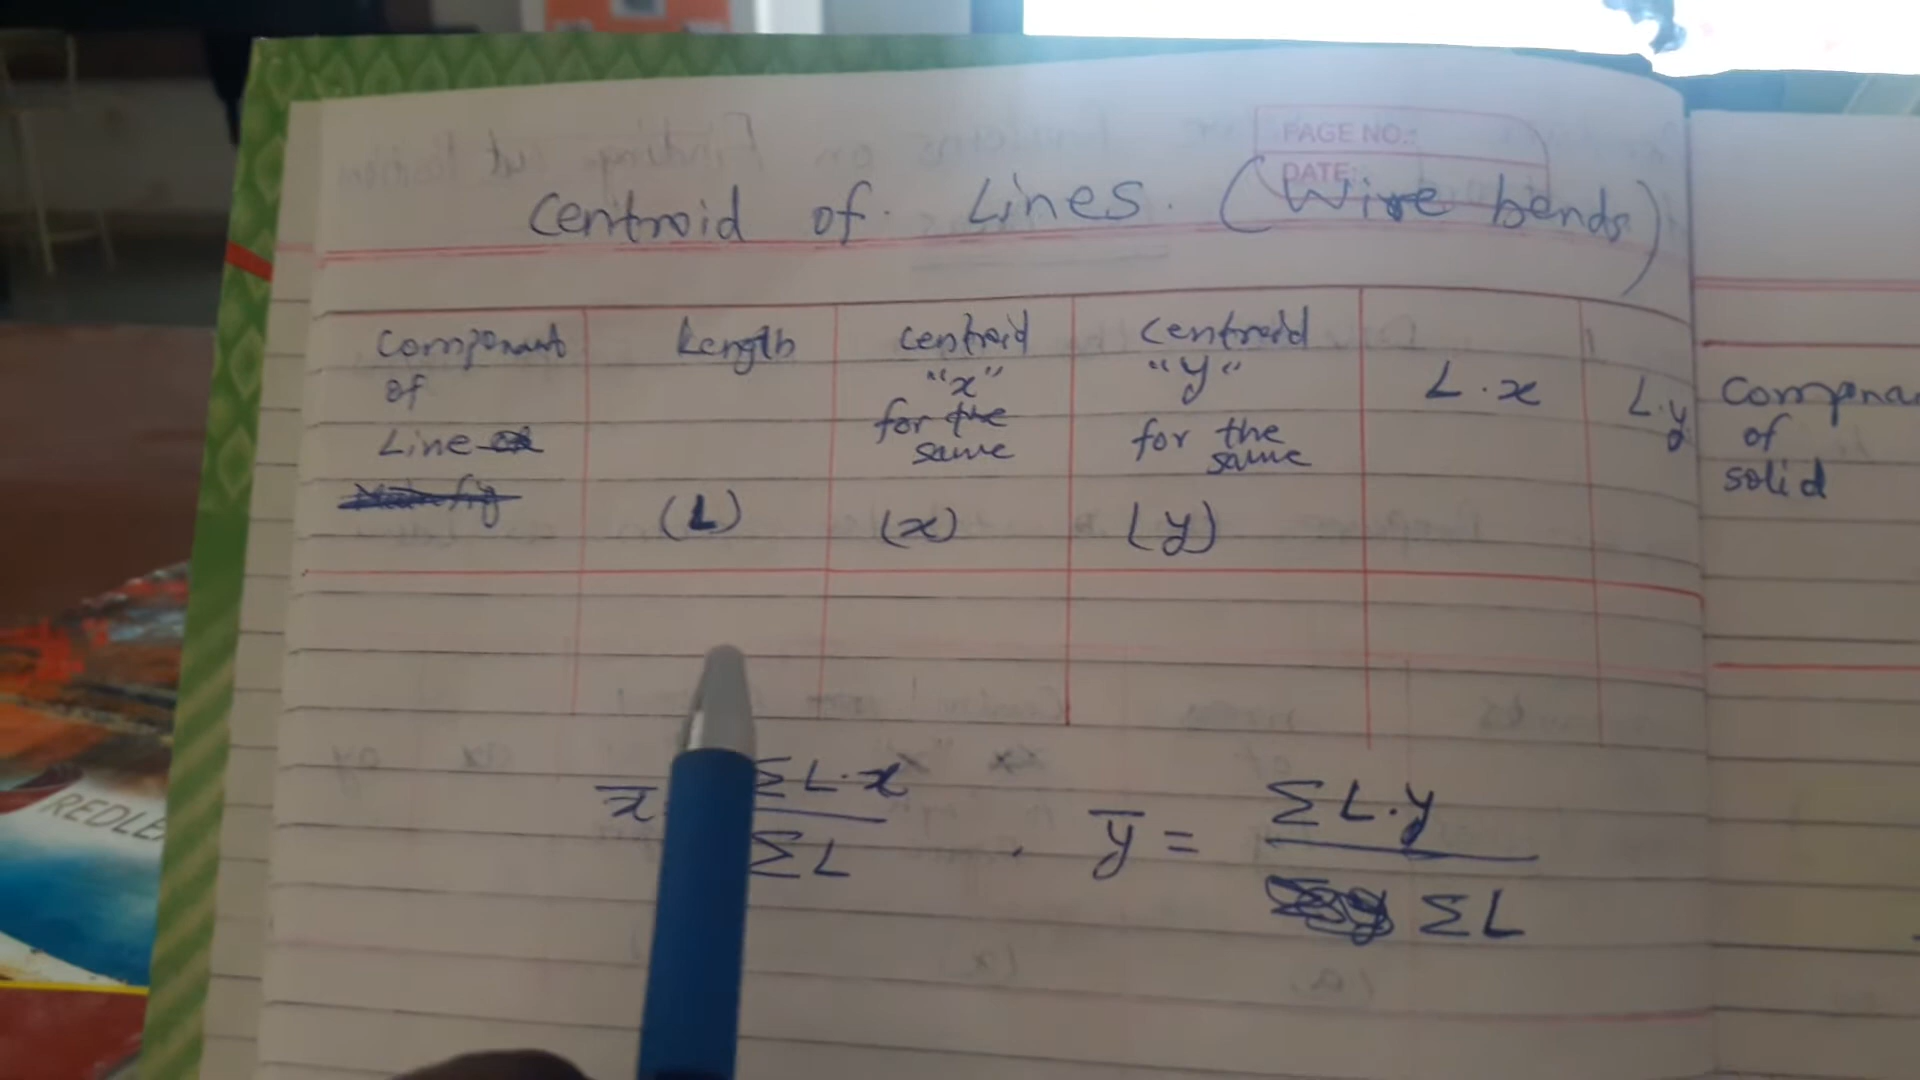 PAGE NO.:
DATE:
Centroid of. Lines. (Wire bends)
Component
of
Line
Length
(L)
Centroid
"x"
for the
same
(x)
Centroid
"y"
for the
same
(y)
L.x
L.y
x̄ ΣL.x
ΣL
ȳ = ΣL.y
ΣL
of
solid
REDLE